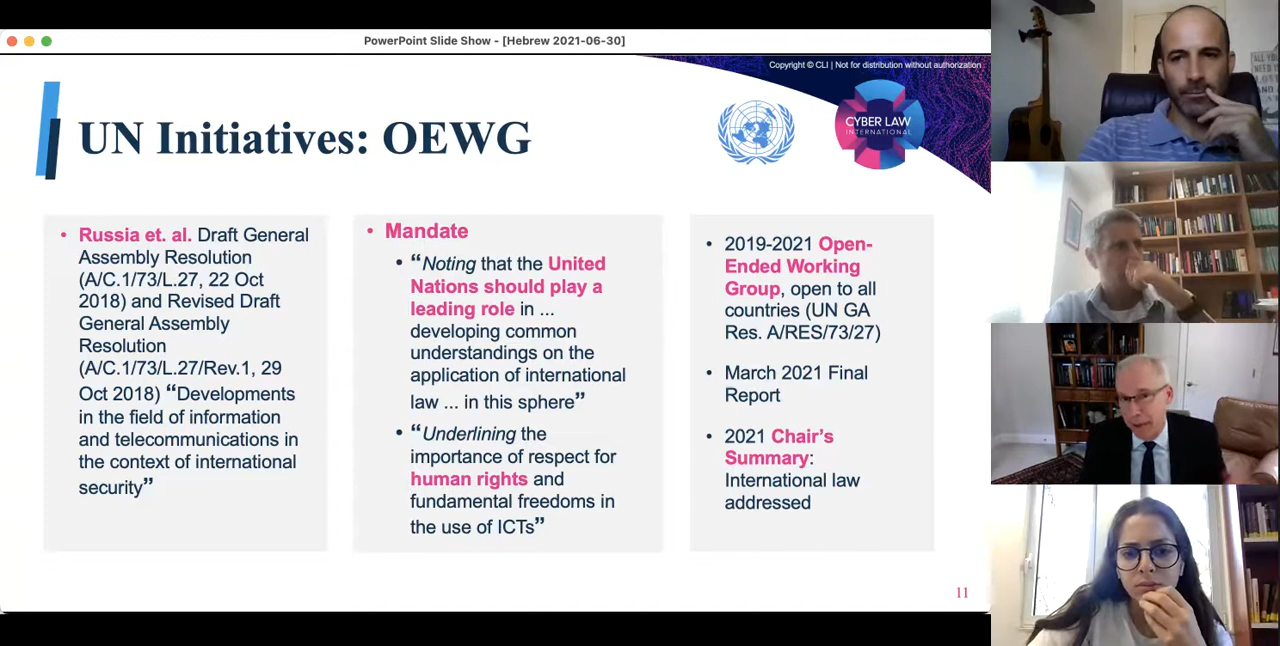 PowerPoint Slide Show - [Hebrew 2021-06-30]
Copyright © CLI | Not for distribution without authorization
UN Initiatives: OEWG
CYBER LAW
INTERNATIONAL
• Russia et. al. Draft General
Assembly Resolution
(A/C.1/73/L.27, 22 Oct
2018) and Revised Draft
General Assembly
Resolution
(A/C.1/73/L.27/Rev.1, 29
Oct 2018) “Developments
in the field of information
and telecommunications in
the context of international
security”
• Mandate
• “Noting that the United
Nations should play a
leading role in ...
developing common
understandings on the
application of international
law ... in this sphere”
• “Underlining the
importance of respect for
human rights and
fundamental freedoms in
the use of ICTs”
• 2019-2021 Open-
Ended Working
Group, open to all
countries (UN GA
Res. A/RES/73/27)
• March 2021 Final
Report
• 2021 Chair’s
Summary:
International law
addressed
11
ALL YOU
NEED IS
AND A